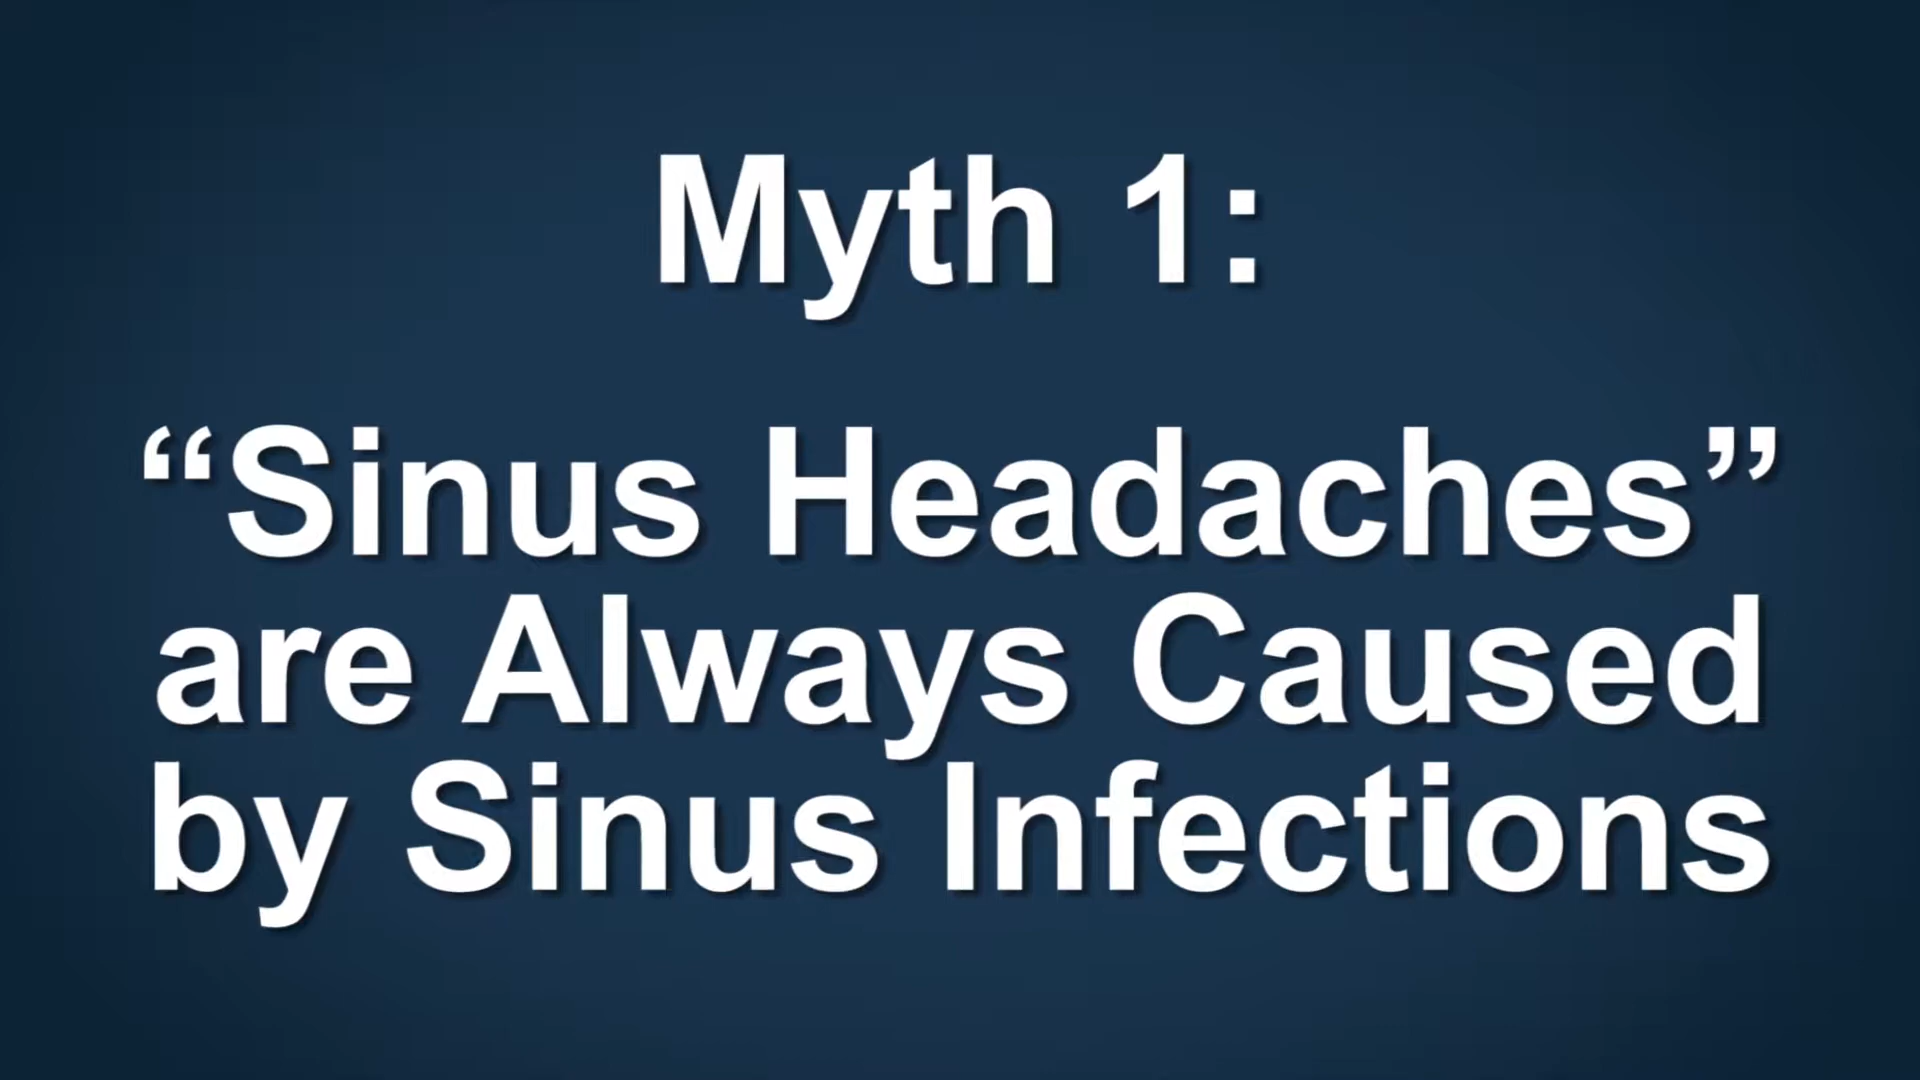 Myth 1:
“Sinus Headaches”
are Always Caused
by Sinus Infections